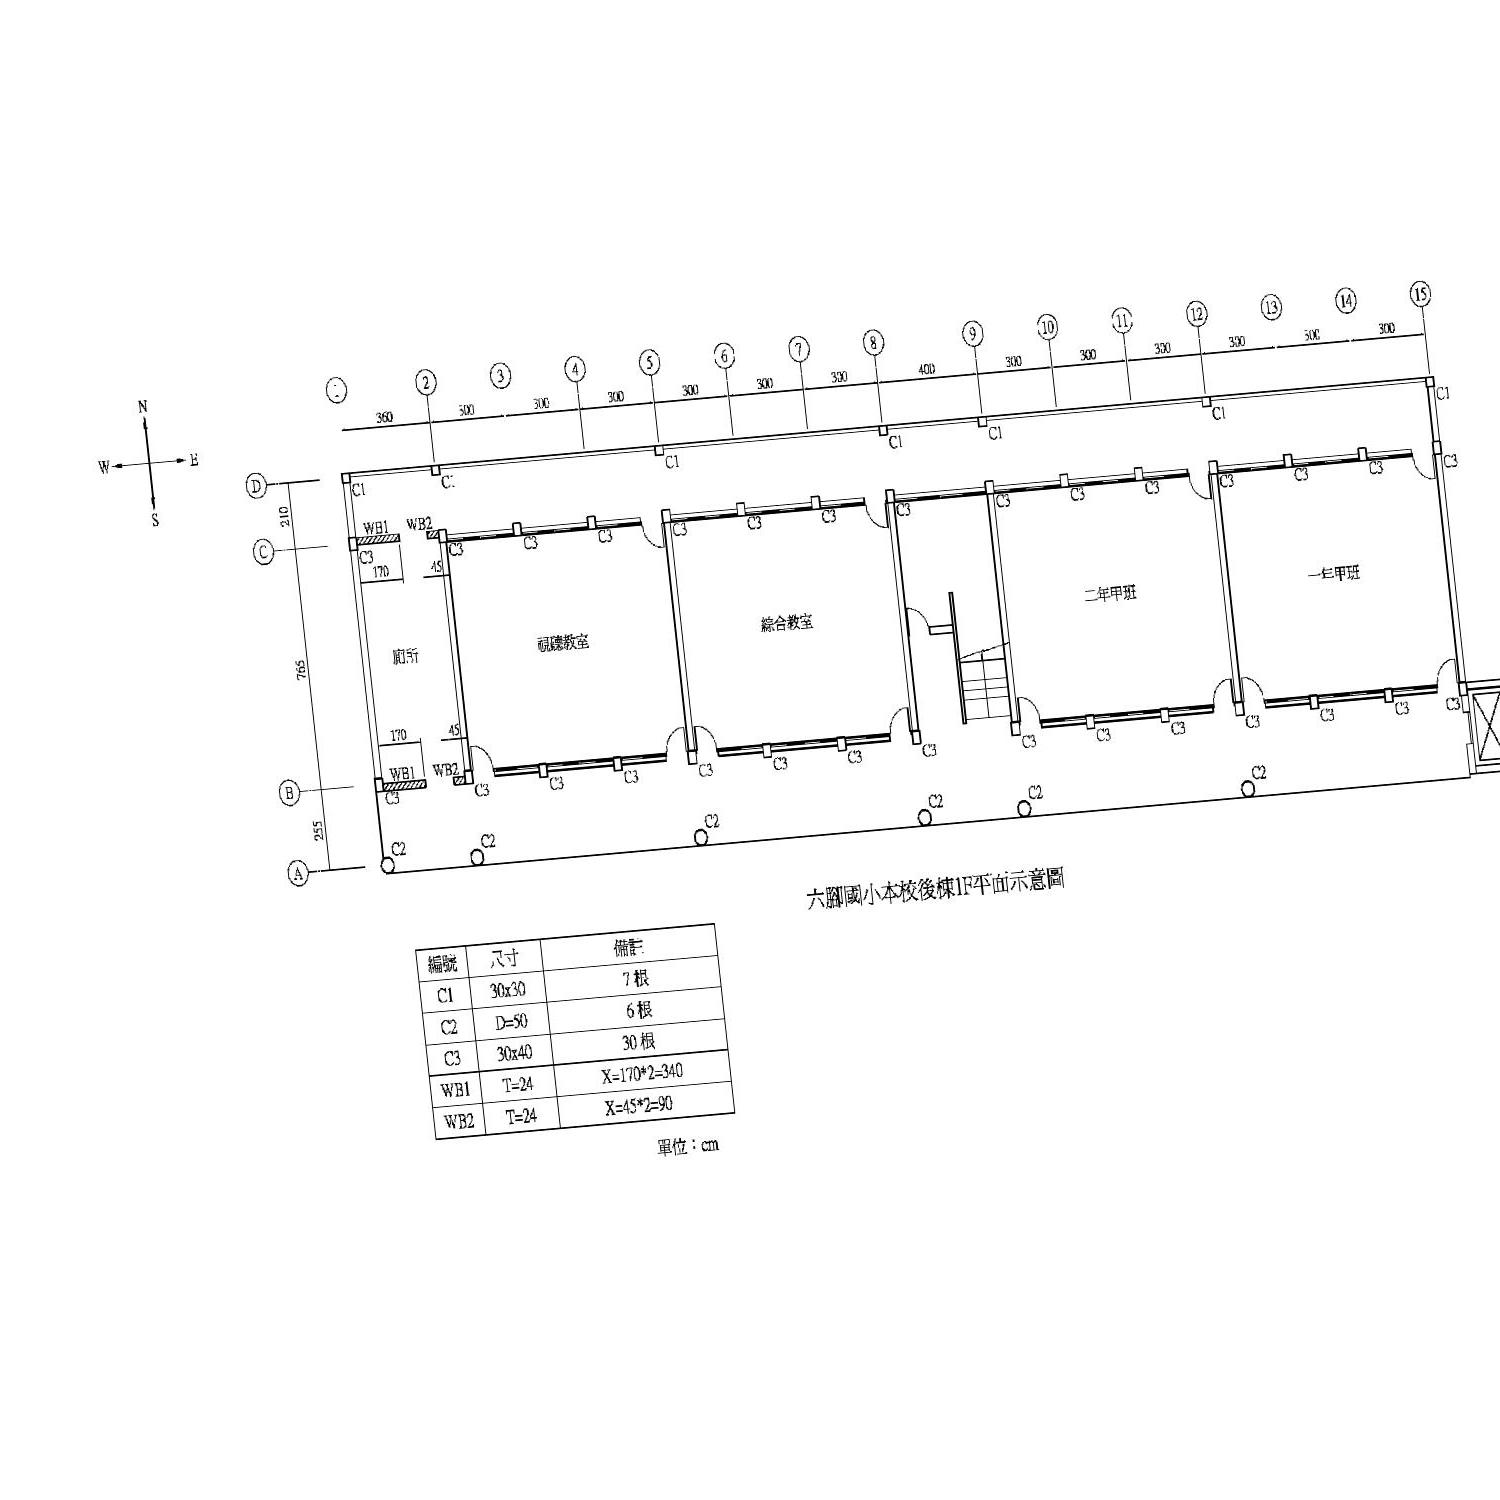 N
W E
S
1 2 3 4 5 6 7 8 9 10 11 12 13 14 15
360 300 300 300 300 300 300 400 300 300 300 300 300 300
D
C1 C1 C1 C1 C1 C1 C1
210
WB1 WB2
C
C3 C3 C3 C3 C3 C3 C3 C3 C3 C3 C3 C3 C3 C3 C3
170 45
765
廁所 視聽教室 綜合教室 二年甲班 一年甲班
170 45
WB1 WB2
B
C3 C3 C3 C3 C3 C3 C3 C3 C3 C3 C3 C3 C3 C3 C3
255
A
C2 C2 C2 C2 C2 C2
六腳國小本校後棟1F平面示意圖
編號 尺寸 備註
C1 30x30 7 根
C2 D=50 6 根
C3 30x40 30 根
WB1 T=24 X=170*2=340
WB2 T=24 X=45*2=90
單位：cm